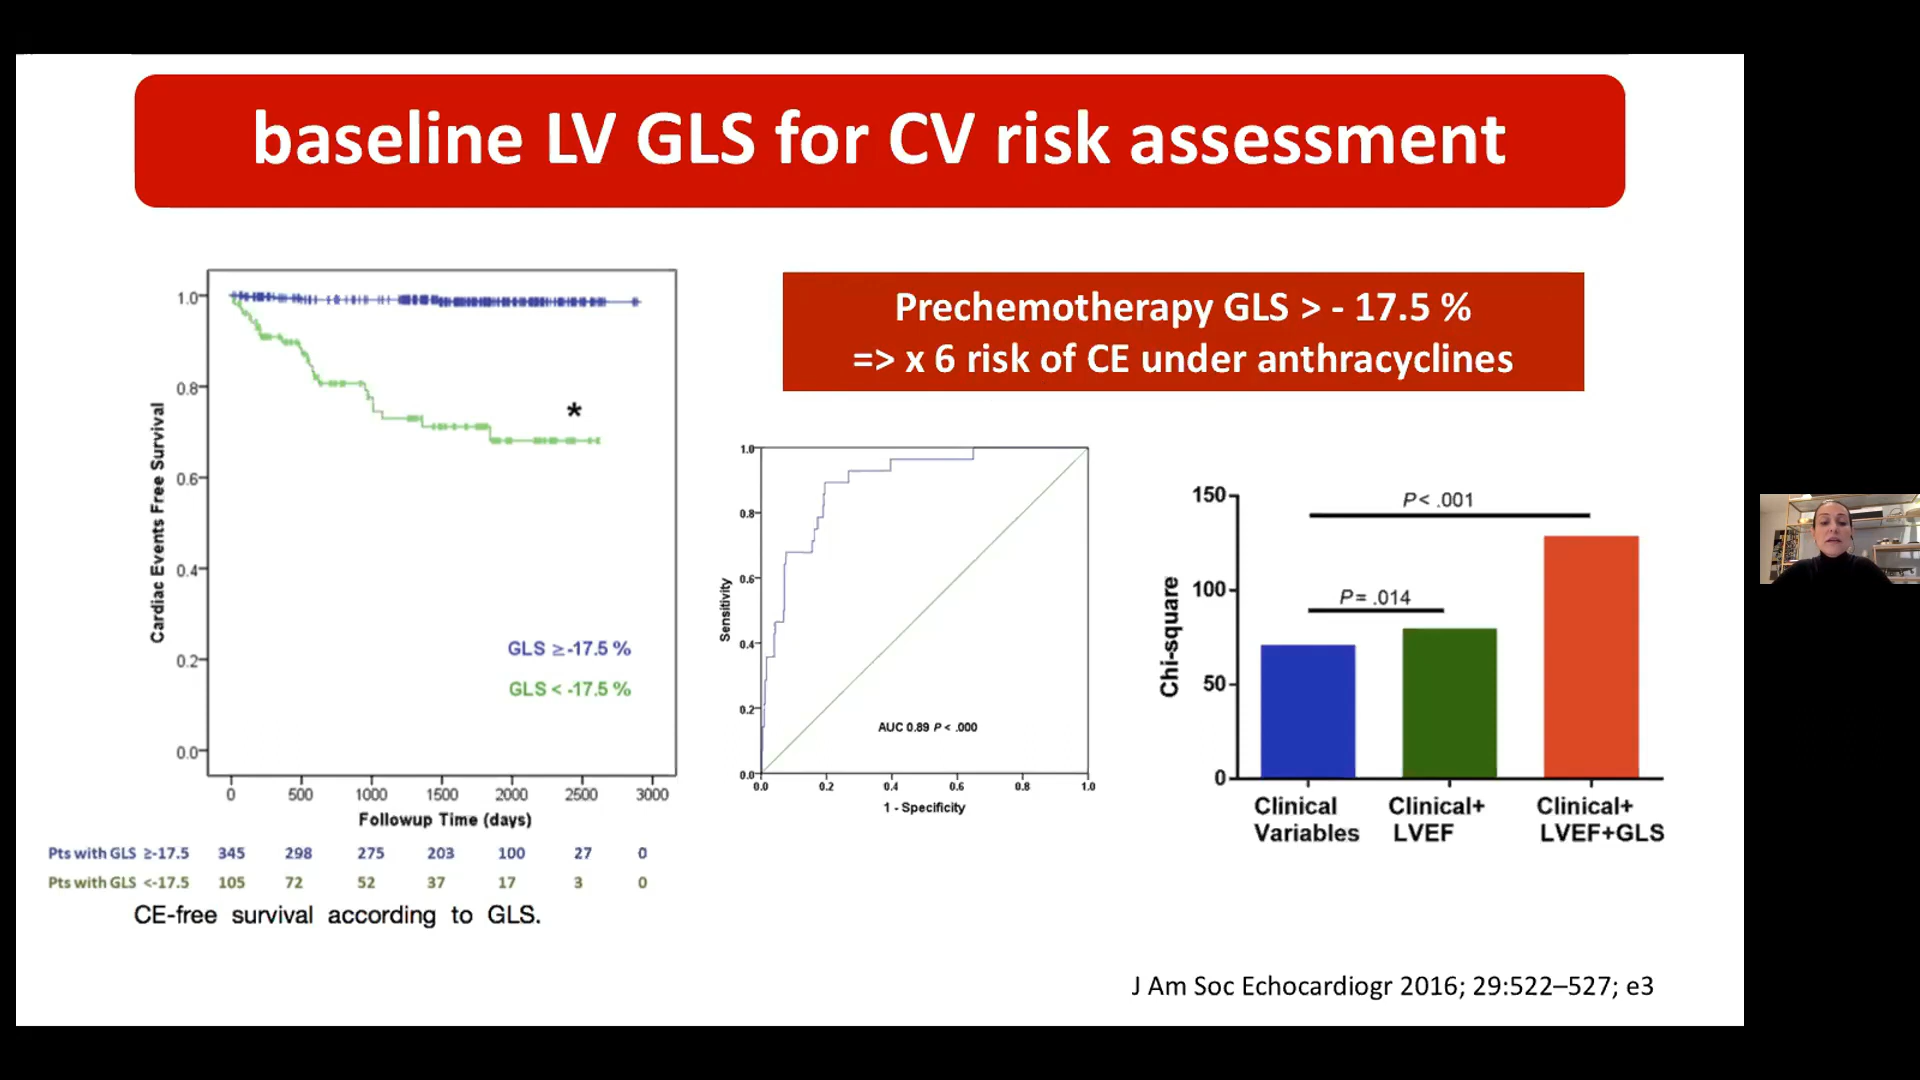 baseline LV GLS for CV risk assessment
Prechemotherapy GLS > - 17.5 %
=> x 6 risk of CE under anthracyclines
Cardiac Events Free Survival
1.0
0.8
0.6
0.4
0.2
0.0
*
GLS ≥ -17.5 %
GLS < -17.5 %
0 500 1000 1500 2000 2500 3000
Followup Time (days)
Pts with GLS ≥-17.5 345 298 275 203 100 27 0
Pts with GLS <-17.5 105 72 52 37 17 3 0
CE-free survival according to GLS.
Sensitivity
1.0
0.8
0.6
0.4
0.2
0.0
AUC 0.89 P < .000
0.0 0.2 0.4 0.6 0.8 1.0
1 - Specificity
Chi-square
150
100
50
0
P < .001
P = .014
Clinical
Variables
Clinical+
LVEF
Clinical+
LVEF+GLS
J Am Soc Echocardiogr 2016; 29:522–527; e3